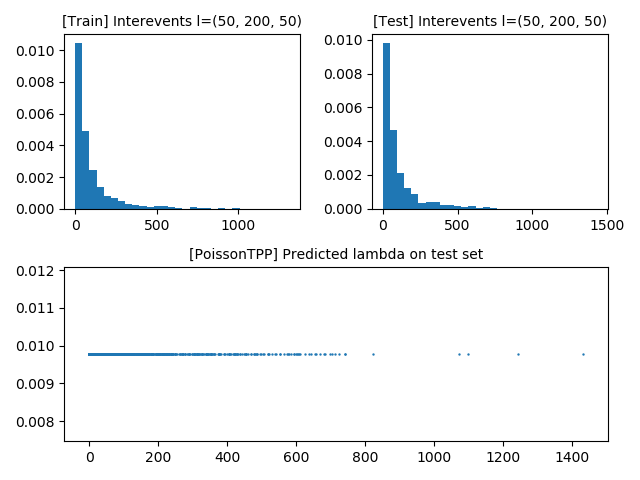 [Train] Interevents l=(50, 200, 50)
[Test] Interevents l=(50, 200, 50)
0.010
0.008
0.006
0.004
0.002
0.000
0 500 1000
0.010
0.008
0.006
0.004
0.002
0.000
0 500 1000 1500
[PoissonTPP] Predicted lambda on test set
0.012
0.011
0.010
0.009
0.008
0 200 400 600 800 1000 1200 1400